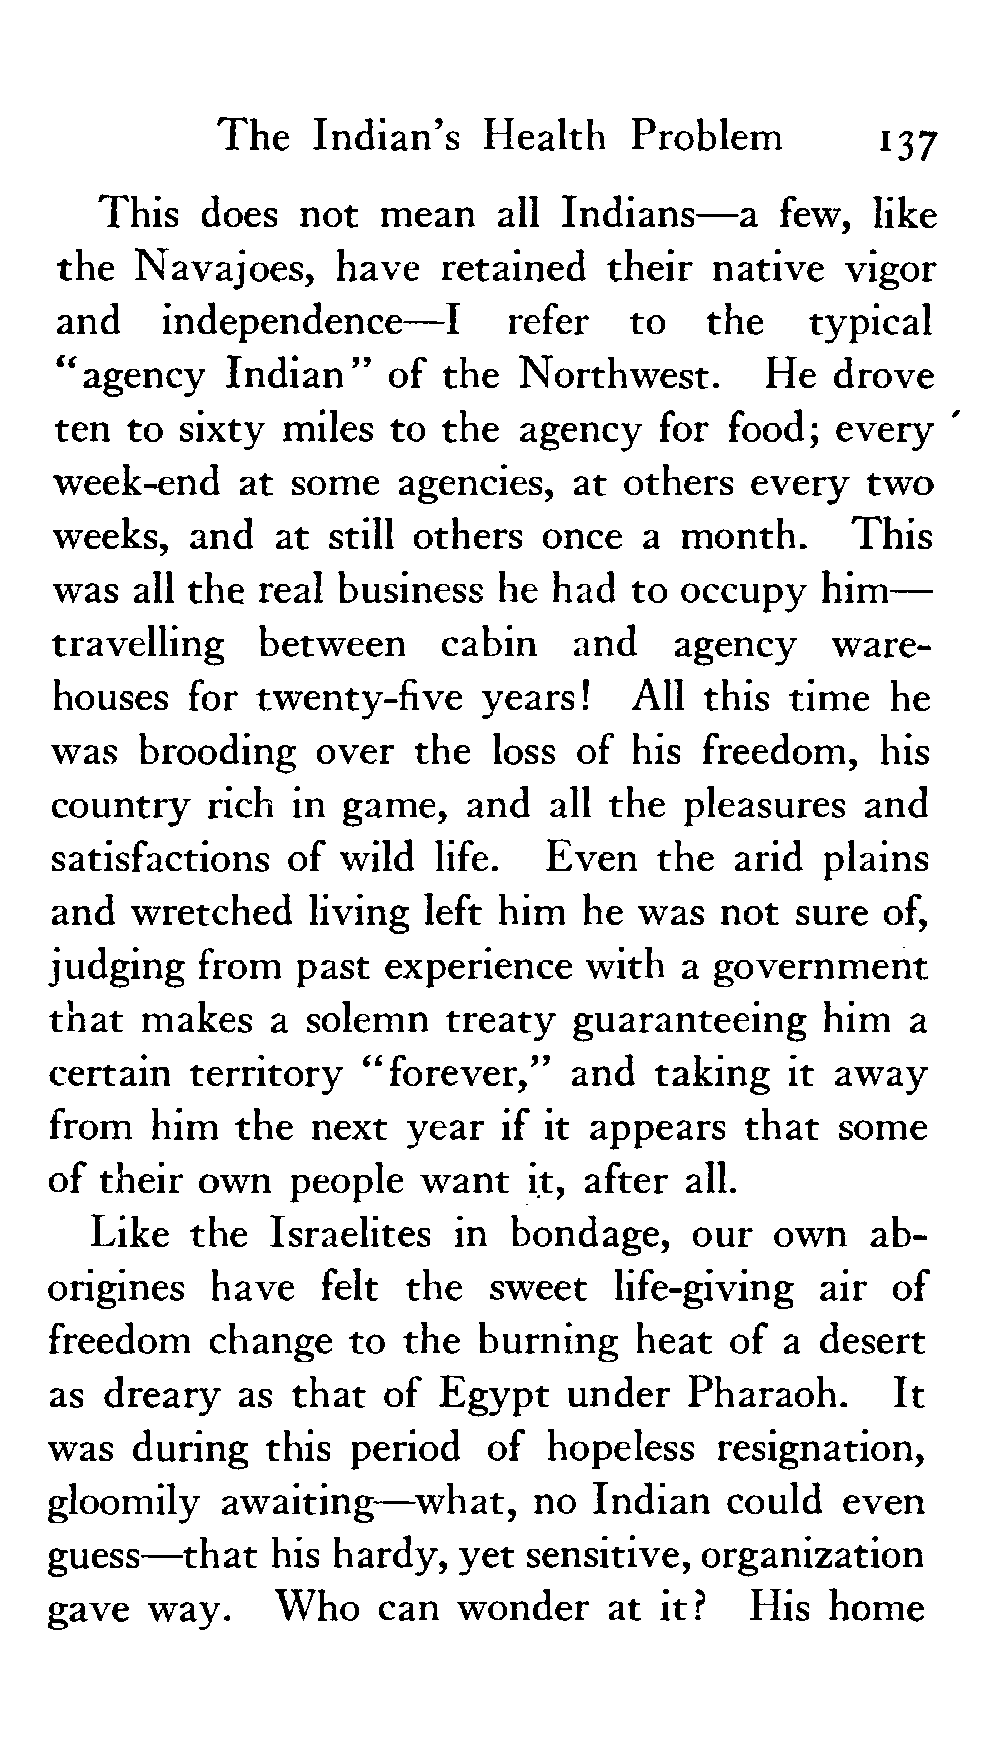 The Indian's Health Problem 137
This does not mean all Indians—a few, like
the Navajoes, have retained their native vigor
and independence—I refer to the typical
“agency Indian” of the Northwest. He drove
ten to sixty miles to the agency for food; every
week-end at some agencies, at others every two
weeks, and at still others once a month. This
was all the real business he had to occupy him—
travelling between cabin and agency ware-
houses for twenty-five years! All this time he
was brooding over the loss of his freedom, his
country rich in game, and all the pleasures and
satisfactions of wild life. Even the arid plains
and wretched living left him he was not sure of,
judging from past experience with a government
that makes a solemn treaty guaranteeing him a
certain territory “forever,” and taking it away
from him the next year if it appears that some
of their own people want it, after all.
Like the Israelites in bondage, our own ab-
origines have felt the sweet life-giving air of
freedom change to the burning heat of a desert
as dreary as that of Egypt under Pharaoh. It
was during this period of hopeless resignation,
gloomily awaiting—what, no Indian could even
guess—that his hardy, yet sensitive, organization
gave way. Who can wonder at it? His home